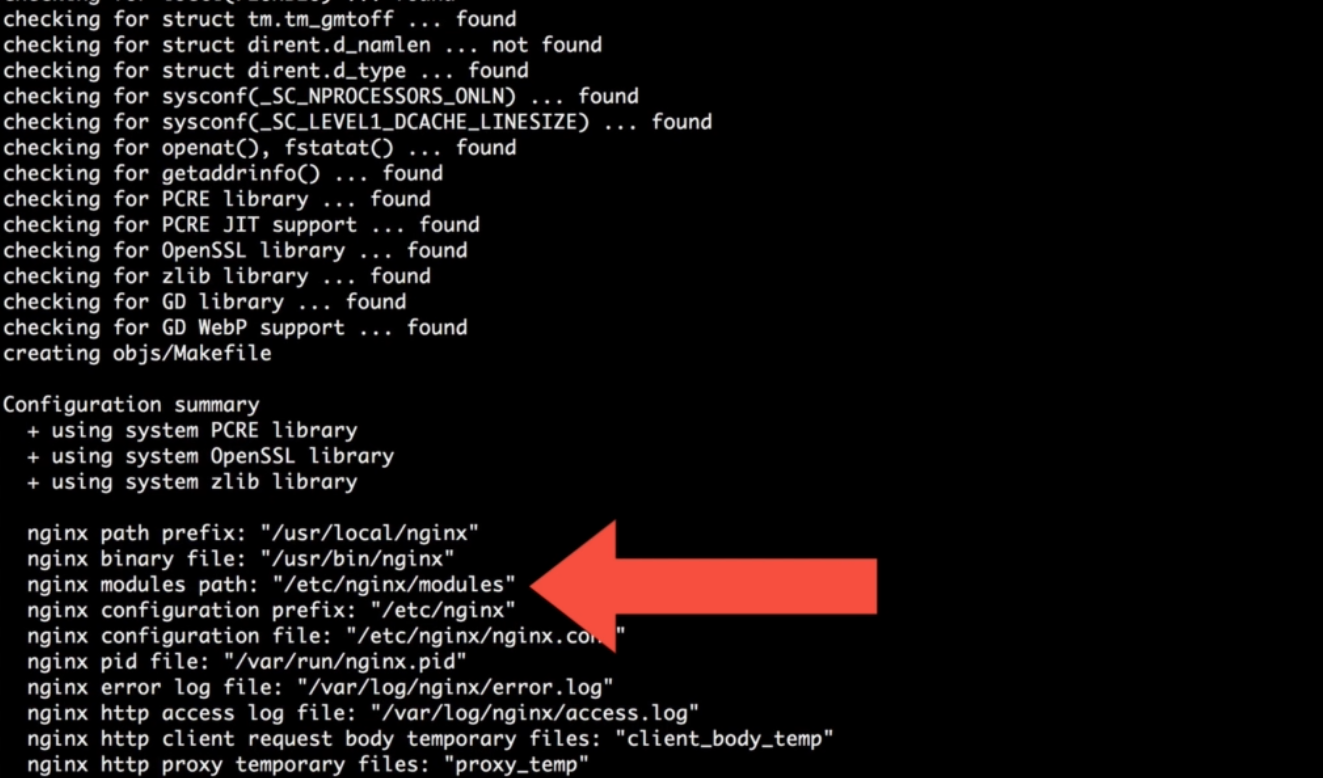 checking for struct tm.tm_gmtoff ... found
checking for struct dirent.d_namlen ... not found
checking for struct dirent.d_type ... found
checking for sysconf(_SC_NPROCESSORS_ONLN) ... found
checking for sysconf(_SC_LEVEL1_DCACHE_LINESIZE) ... found
checking for openat(), fstatat() ... found
checking for getaddrinfo() ... found
checking for PCRE library ... found
checking for PCRE JIT support ... found
checking for OpenSSL library ... found
checking for zlib library ... found
checking for GD library ... found
checking for GD WebP support ... found
creating objs/Makefile
Configuration summary
+ using system PCRE library
+ using system OpenSSL library
+ using system zlib library
nginx path prefix: "/usr/local/nginx"
nginx binary file: "/usr/bin/nginx"
nginx modules path: "/etc/nginx/modules"
nginx configuration prefix: "/etc/nginx"
nginx configuration file:
nginx pid file: "/var/run/nginx.pid"
nginx error log file: "/var/log/nginx/error.log"
nginx http access log file: "/var/log/nginx/access.log"
nginx http client request body temporary files: "client_body_temp"
nginx http proxy temporary files: "proxy_temp"